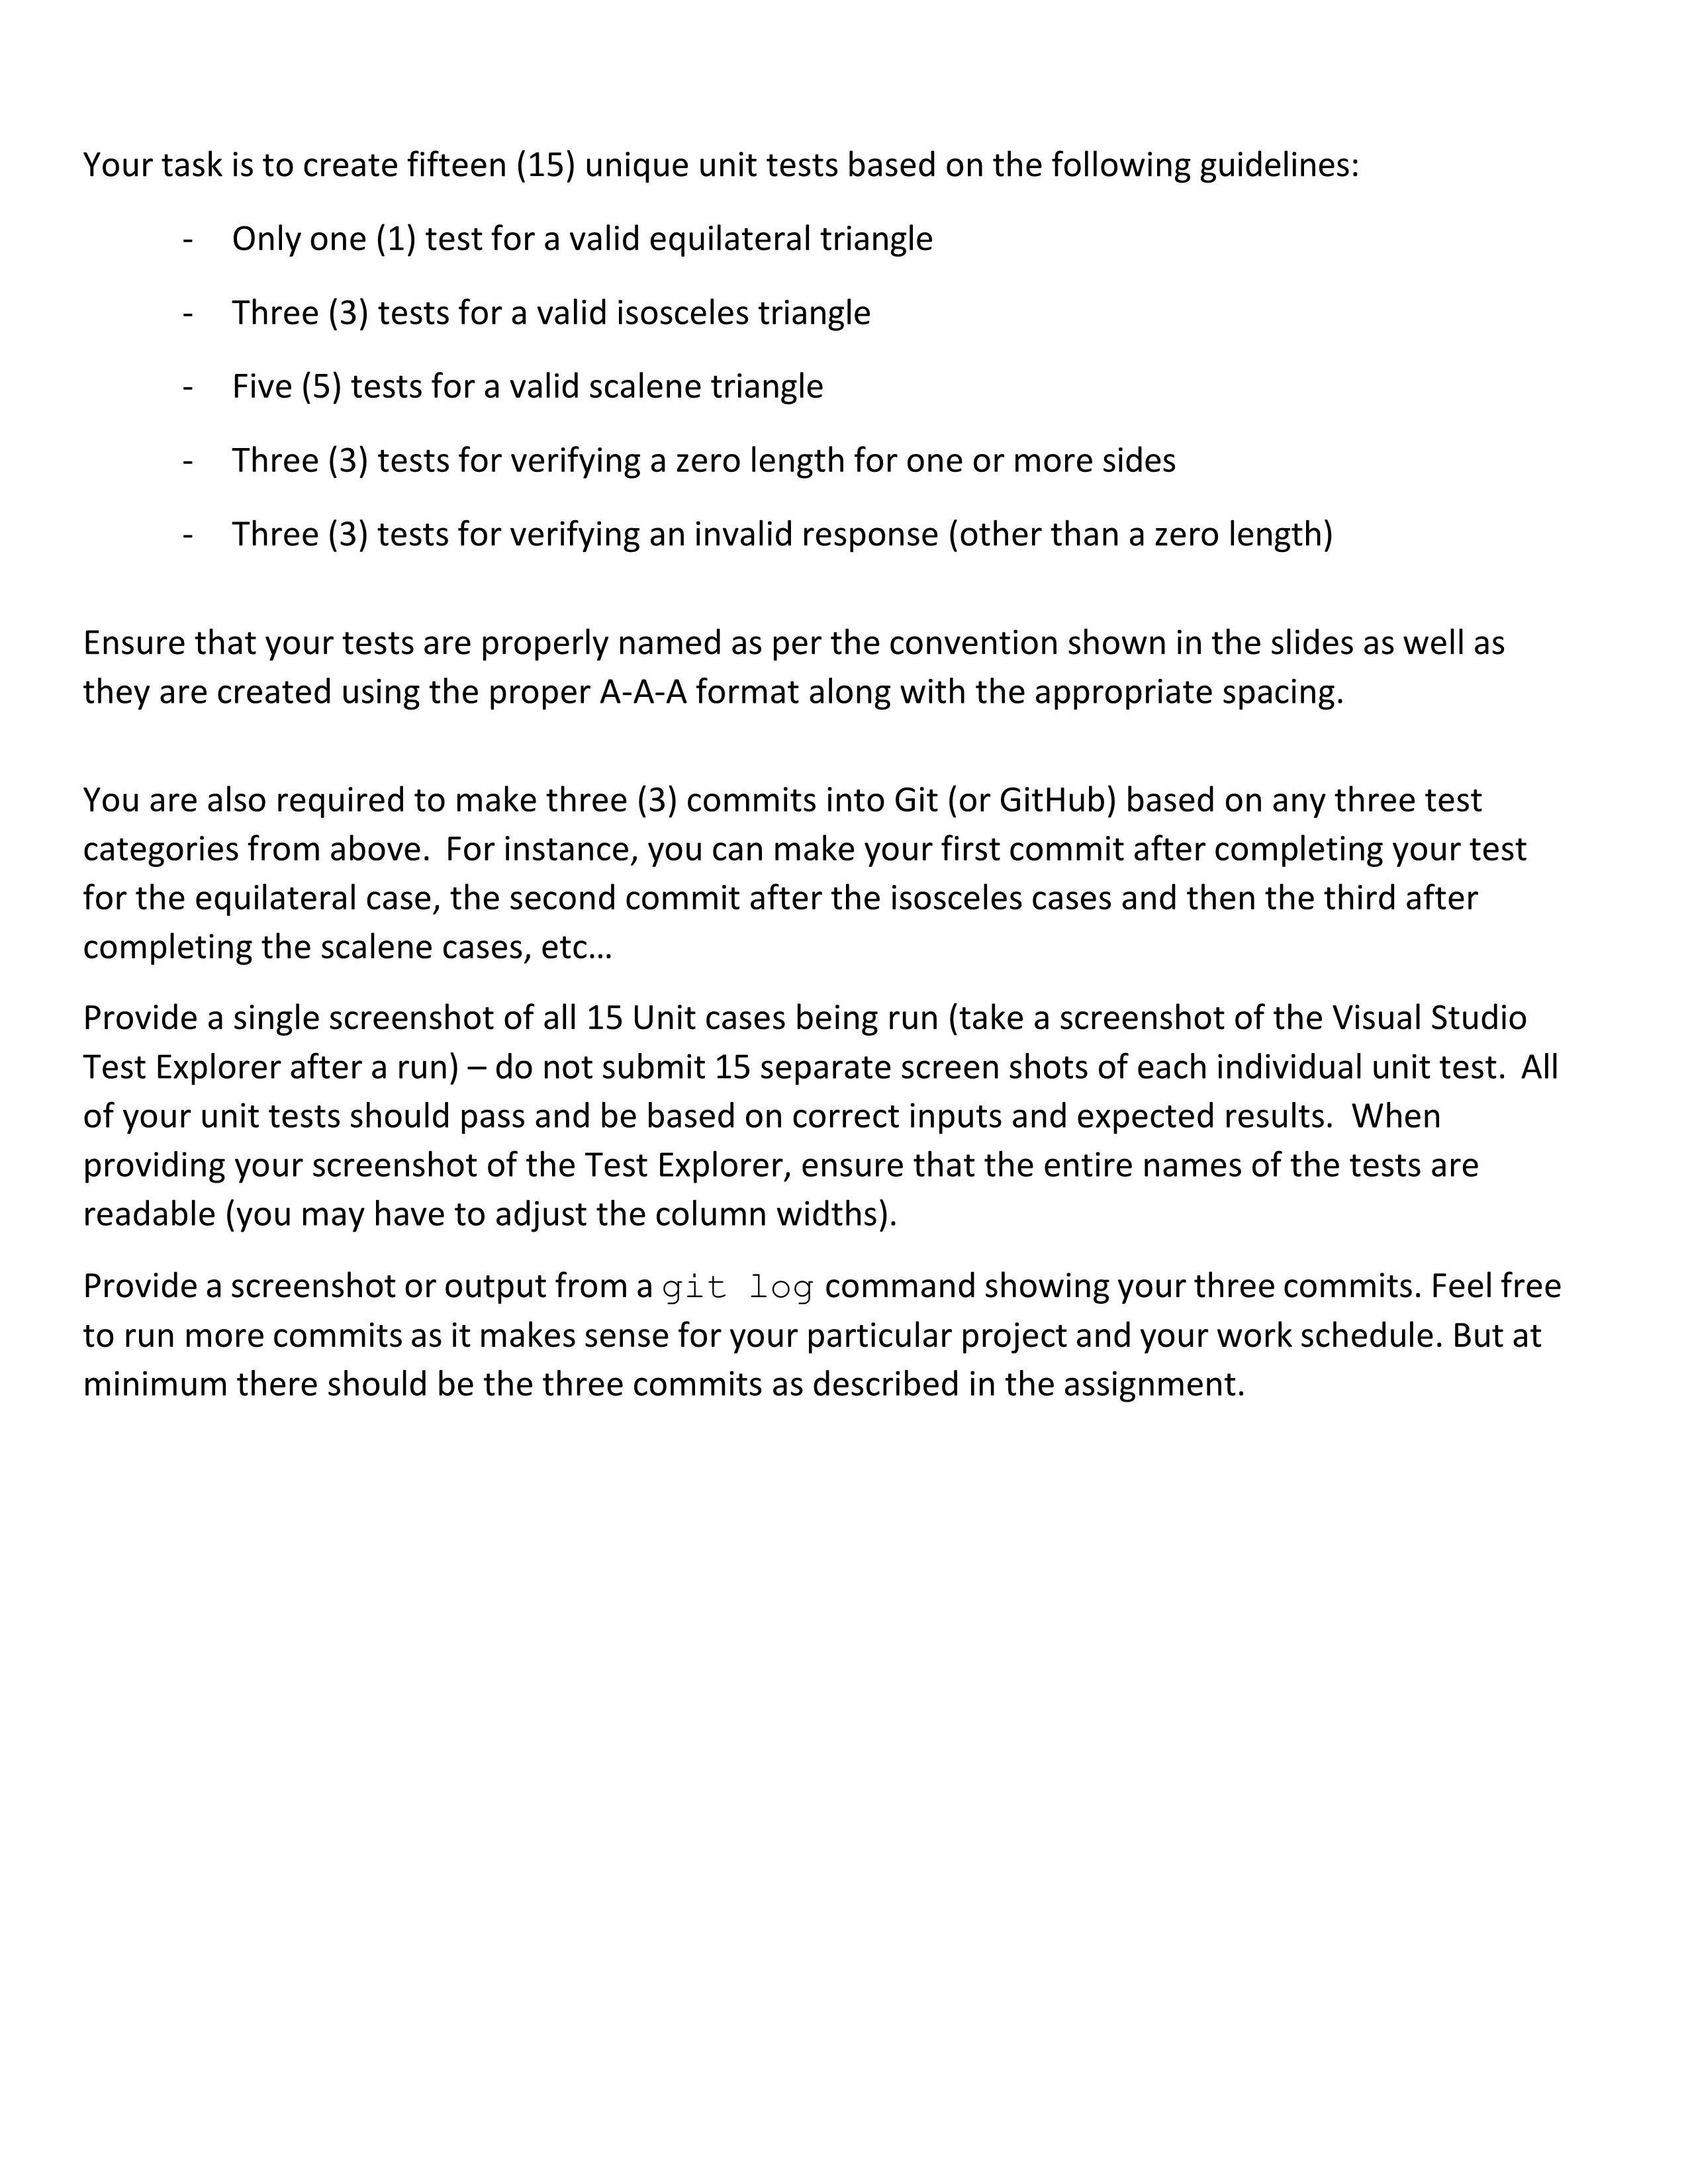 Your task is to create fifteen (15) unique unit tests based on the following guidelines:
- Only one (1) test for a valid equilateral triangle
- Three (3) tests for a valid isosceles triangle
- Five (5) tests for a valid scalene triangle
- Three (3) tests for verifying a zero length for one or more sides
- Three (3) tests for verifying an invalid response (other than a zero length)
Ensure that your tests are properly named as per the convention shown in the slides as well as
they are created using the proper A-A-A format along with the appropriate spacing.
You are also required to make three (3) commits into Git (or GitHub) based on any three test
categories from above.  For instance, you can make your first commit after completing your test
for the equilateral case, the second commit after the isosceles cases and then the third after
completing the scalene cases, etc…
Provide a single screenshot of all 15 Unit cases being run (take a screenshot of the Visual Studio
Test Explorer after a run) – do not submit 15 separate screen shots of each individual unit test.  All
of your unit tests should pass and be based on correct inputs and expected results.  When
providing your screenshot of the Test Explorer, ensure that the entire names of the tests are
readable (you may have to adjust the column widths).
Provide a screenshot or output from a git log command showing your three commits. Feel free
to run more commits as it makes sense for your particular project and your work schedule. But at
minimum there should be the three commits as described in the assignment.